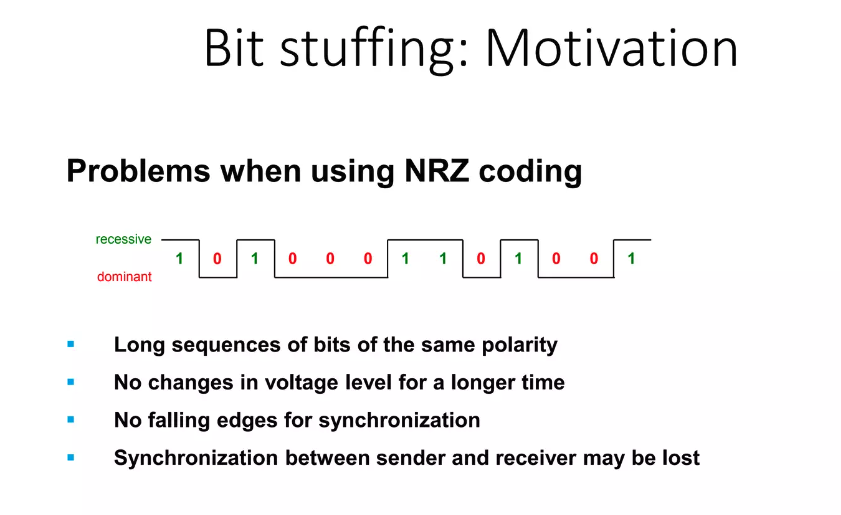 Bit stuffing: Motivation
Problems when using NRZ coding
recessive
1 0 1 0 0 0 1 1 0 1 0 0 1
dominant
▪ Long sequences of bits of the same polarity
▪ No changes in voltage level for a longer time
▪ No falling edges for synchronization
▪ Synchronization between sender and receiver may be lost